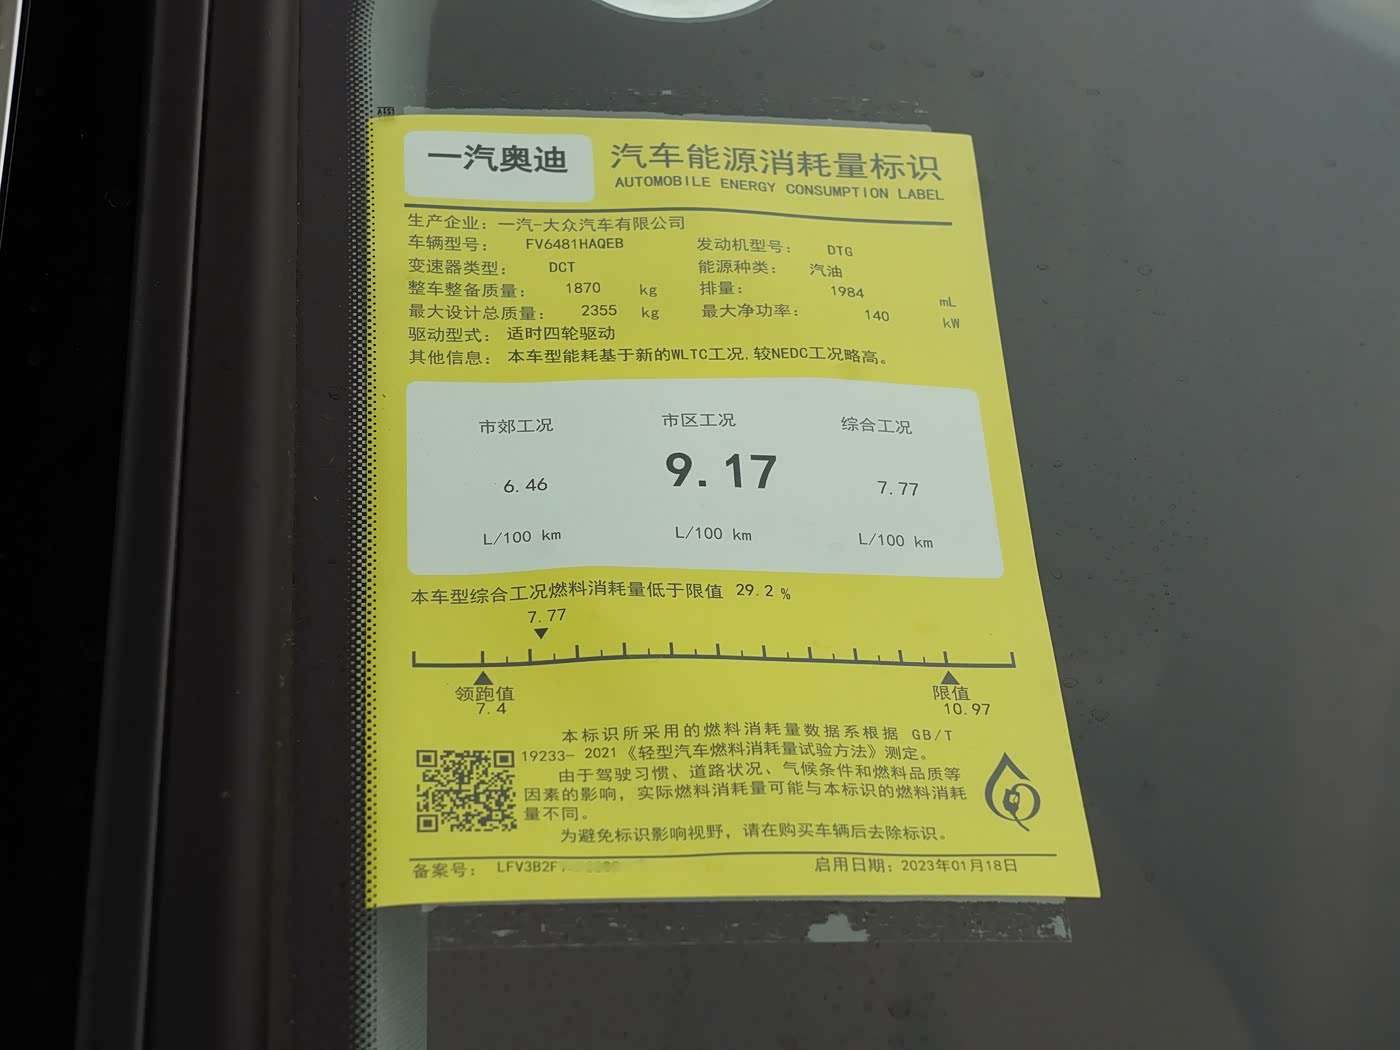 一汽奥迪
汽车能源消耗量标识
AUTOMOBILE ENERGY CONSUMPTION LABEL
生产企业：一汽-大众汽车有限公司
车辆型号： FV6481HAQEB 发动机型号： DTG
变速器类型： DCT 能源种类： 汽油
整车整备质量： 1870 kg 排量： 1984 mL
最大设计总质量： 2355 kg 最大净功率： 140 kW
驱动型式： 适时四轮驱动
其他信息： 本车型能耗基于新的WLTC工况,较NEDC工况略高。
市郊工况 市区工况 综合工况
6.46 9.17 7.77
L/100 km L/100 km L/100 km
本车型综合工况燃料消耗量低于限值 29.2 %
7.77
领跑值 限值
7.4 10.97
本标识所采用的燃料消耗量数据系根据 GB/T
19233- 2021《轻型汽车燃料消耗量试验方法》测定。
由于驾驶习惯、道路状况、气候条件和燃料品质等
因素的影响，实际燃料消耗量可能与本标识的燃料消耗
量不同。
为避免标识影响视野，请在购买车辆后去除标识。
备案号： LFV3B2F 启用日期：2023年01月18日